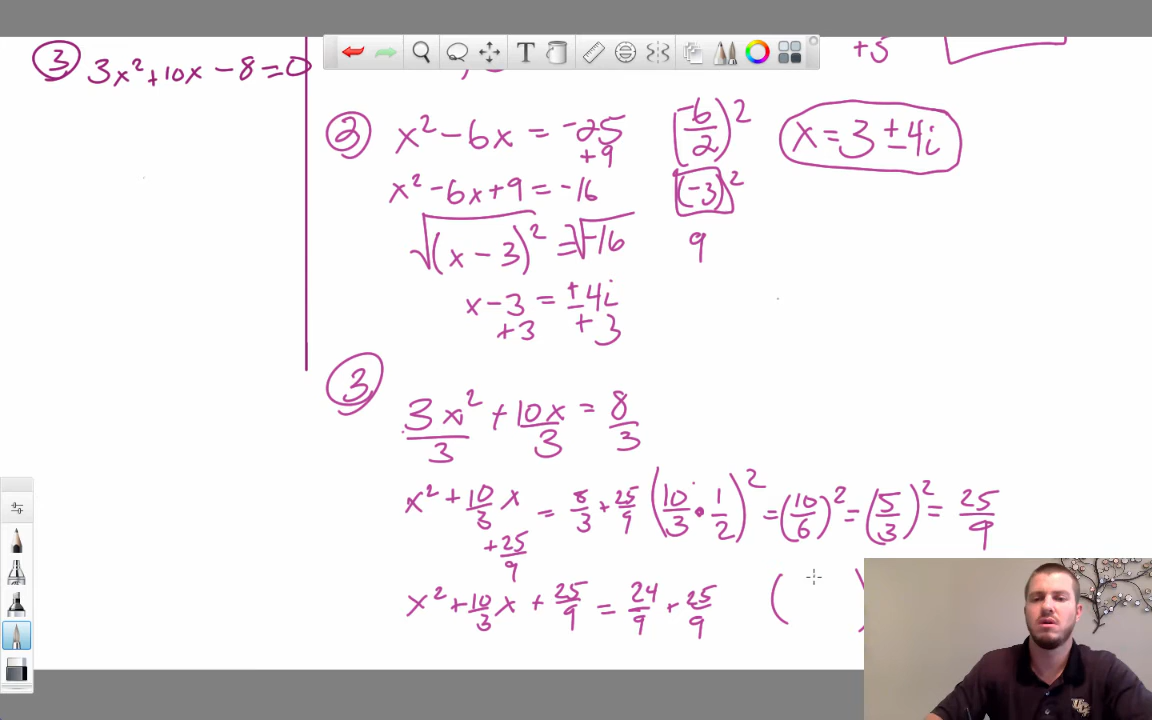 ③ 3x² + 10x - 8 = 0
+5
② x² - 6x = -25
+9
(-6/2)²
x = 3 ± 4i
x² - 6x + 9 = -16
(-3)²
√(x - 3)² = √-16
9
x - 3 = ±4i
+3 +3
③
3x²/3 + 10x/3 = 8/3
x² + 10/3 x = 8/3 + 25/9 (10/3 • 1/2)² = (10/6)² = (5/3)² = 25/9
+25/9
x² + 10/3 x + 25/9 = 24/9 + 25/9 ( )
T
UCF